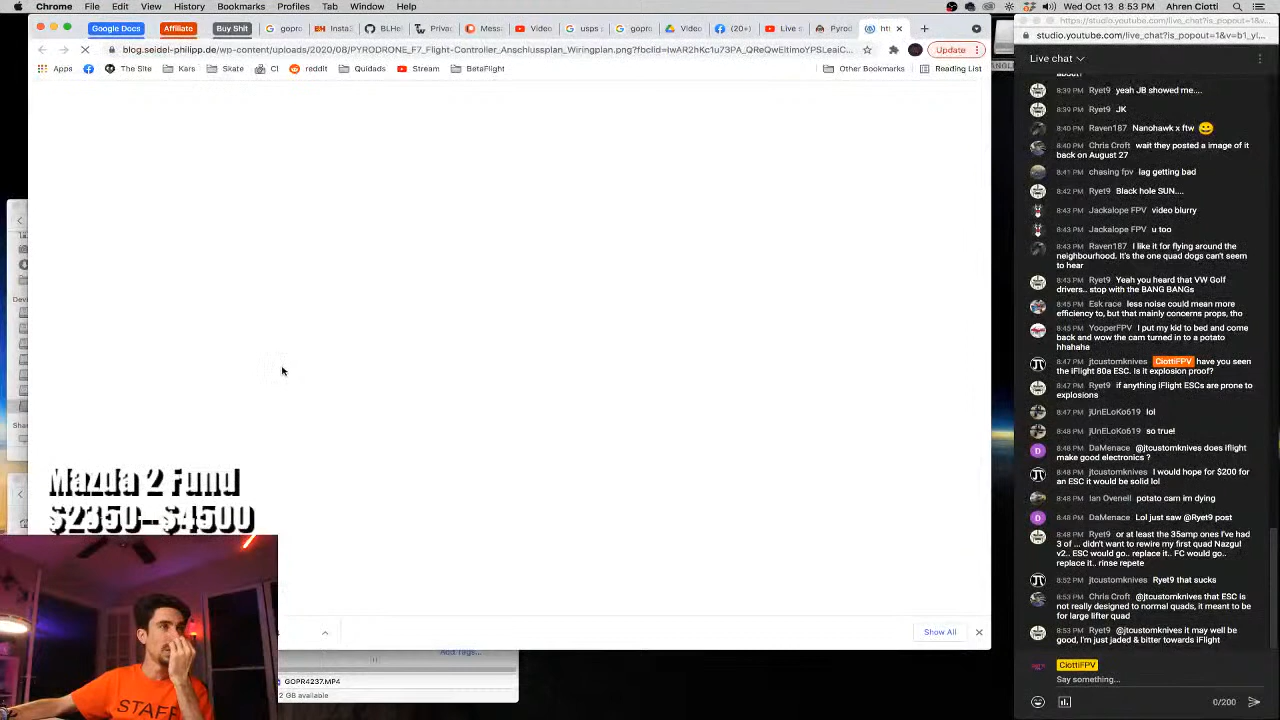 Chrome File Edit View History Bookmarks Profiles Tab Window Help
Wed Nov 3 8:53 PM Ahren Ciotti
Google Docs Affiliate Buy Shit
blog.seidel-philipp.de/wp-content/uploads/2020/08/PYRODRONE_F7_Flight-Controller_Anschlussplan_Wiringplan.png?
Update
Apps Kars Skate CI The Site reddit Quidads Stream BetaFlight Other Bookmarks Reading List
Mazda 2 Fund
$2350-$4500
STAFF
Show All
Add Tags...
GOPR4237.MP4
2 GB available
studio.youtube.com/live_chat?is_popout=1&v=b1_yl...
Live chat
about?
8:39 PM Ryet9 yeah JB showed me....
8:39 PM Ryet9 JK
8:40 PM Raven187 Nanohawk x ftw
8:40 PM Chris Croft wait they posted a image of it
back on August 27
8:41 PM chasing fpv lag getting bad
8:42 PM Ryet9 Black hole SUN....
8:43 PM Jackalope FPV video blurry
8:43 PM Jackalope FPV u too
8:43 PM Raven187 I like it for flying around the
neighbourhood. It's the one quad dogs can't seem
to hear
8:43 PM Ryet9 Yeah you heard that VW Golf
drivers.. stop with the BANG BANGs
8:45 PM Esk race less noise could mean more
efficiency to, but that mainly concerns props, tho
8:45 PM YooperFPV I put my kid to bed and come
back and wow the cam turned in to a potato
hhahaha
8:47 PM jtcustomknives CiottiFPV have you seen
the iFlight 80a ESC. Is it explosion proof?
8:47 PM Ryet9 if anything iFlight ESCs are prone to
explosions
8:47 PM jUnELoKo619 lol
8:48 PM jUnELoKo619 so true!
8:48 PM DaMenace @jtcustomknives does iflight
make good electronics ?
8:48 PM jtcustomknives I would hope for $200 for
an ESC it would be solid lol
8:48 PM Ian Oveneil potato cam im dying
8:48 PM DaMenace Lol just saw @Ryet9 post
8:48 PM Ryet9 or at least the 35amp ones I've had
3 of ... didn't want to rewire my first quad Nazgul
v2.. ESC would go.. replace it.. FC would go..
replace it.. rinse repete
8:52 PM jtcustomknives Ryet9 that sucks
8:53 PM Chris Croft @jtcustomknives that ESC is
not really designed to normal quads, it meant to be
for large lifter quad
8:53 PM Ryet9 @jtcustomknives it may well be
good, I'm just jaded & bitter towards iFlight
CiottiFPV
Say something...
0/200